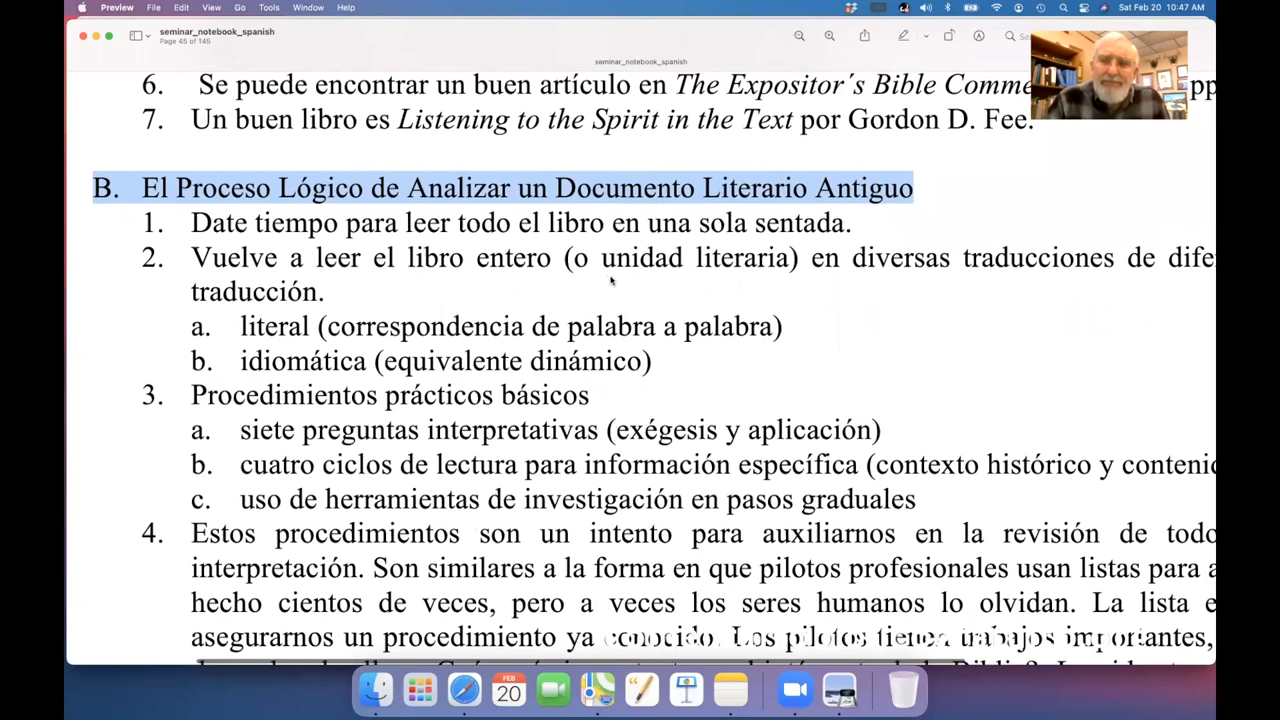 Preview File Edit View Go Tools Window Help Sat Feb 20 10:47 AM
seminar_notebook_spanish
Page 45 of 145
seminar_notebook_spanish
6. Se puede encontrar un buen artículo en The Expositor´s Bible Comme
7. Un buen libro es Listening to the Spirit in the Text por Gordon D. Fee.
B. El Proceso Lógico de Analizar un Documento Literario Antiguo
1. Date tiempo para leer todo el libro en una sola sentada.
2. Vuelve a leer el libro entero (o unidad literaria) en diversas traducciones de dife
traducción.
a. literal (correspondencia de palabra a palabra)
b. idiomática (equivalente dinámico)
3. Procedimientos prácticos básicos
a. siete preguntas interpretativas (exégesis y aplicación)
b. cuatro ciclos de lectura para información específica (contexto histórico y contenid
c. uso de herramientas de investigación en pasos graduales
4. Estos procedimientos son un intento para auxiliarnos en la revisión de todo
interpretación. Son similares a la forma en que pilotos profesionales usan listas para a
hecho cientos de veces, pero a veces los seres humanos lo olvidan. La lista e
asegurarnos un procedimiento ya conocido. Los pilotos tienen trabajos importantes,
FEB
20